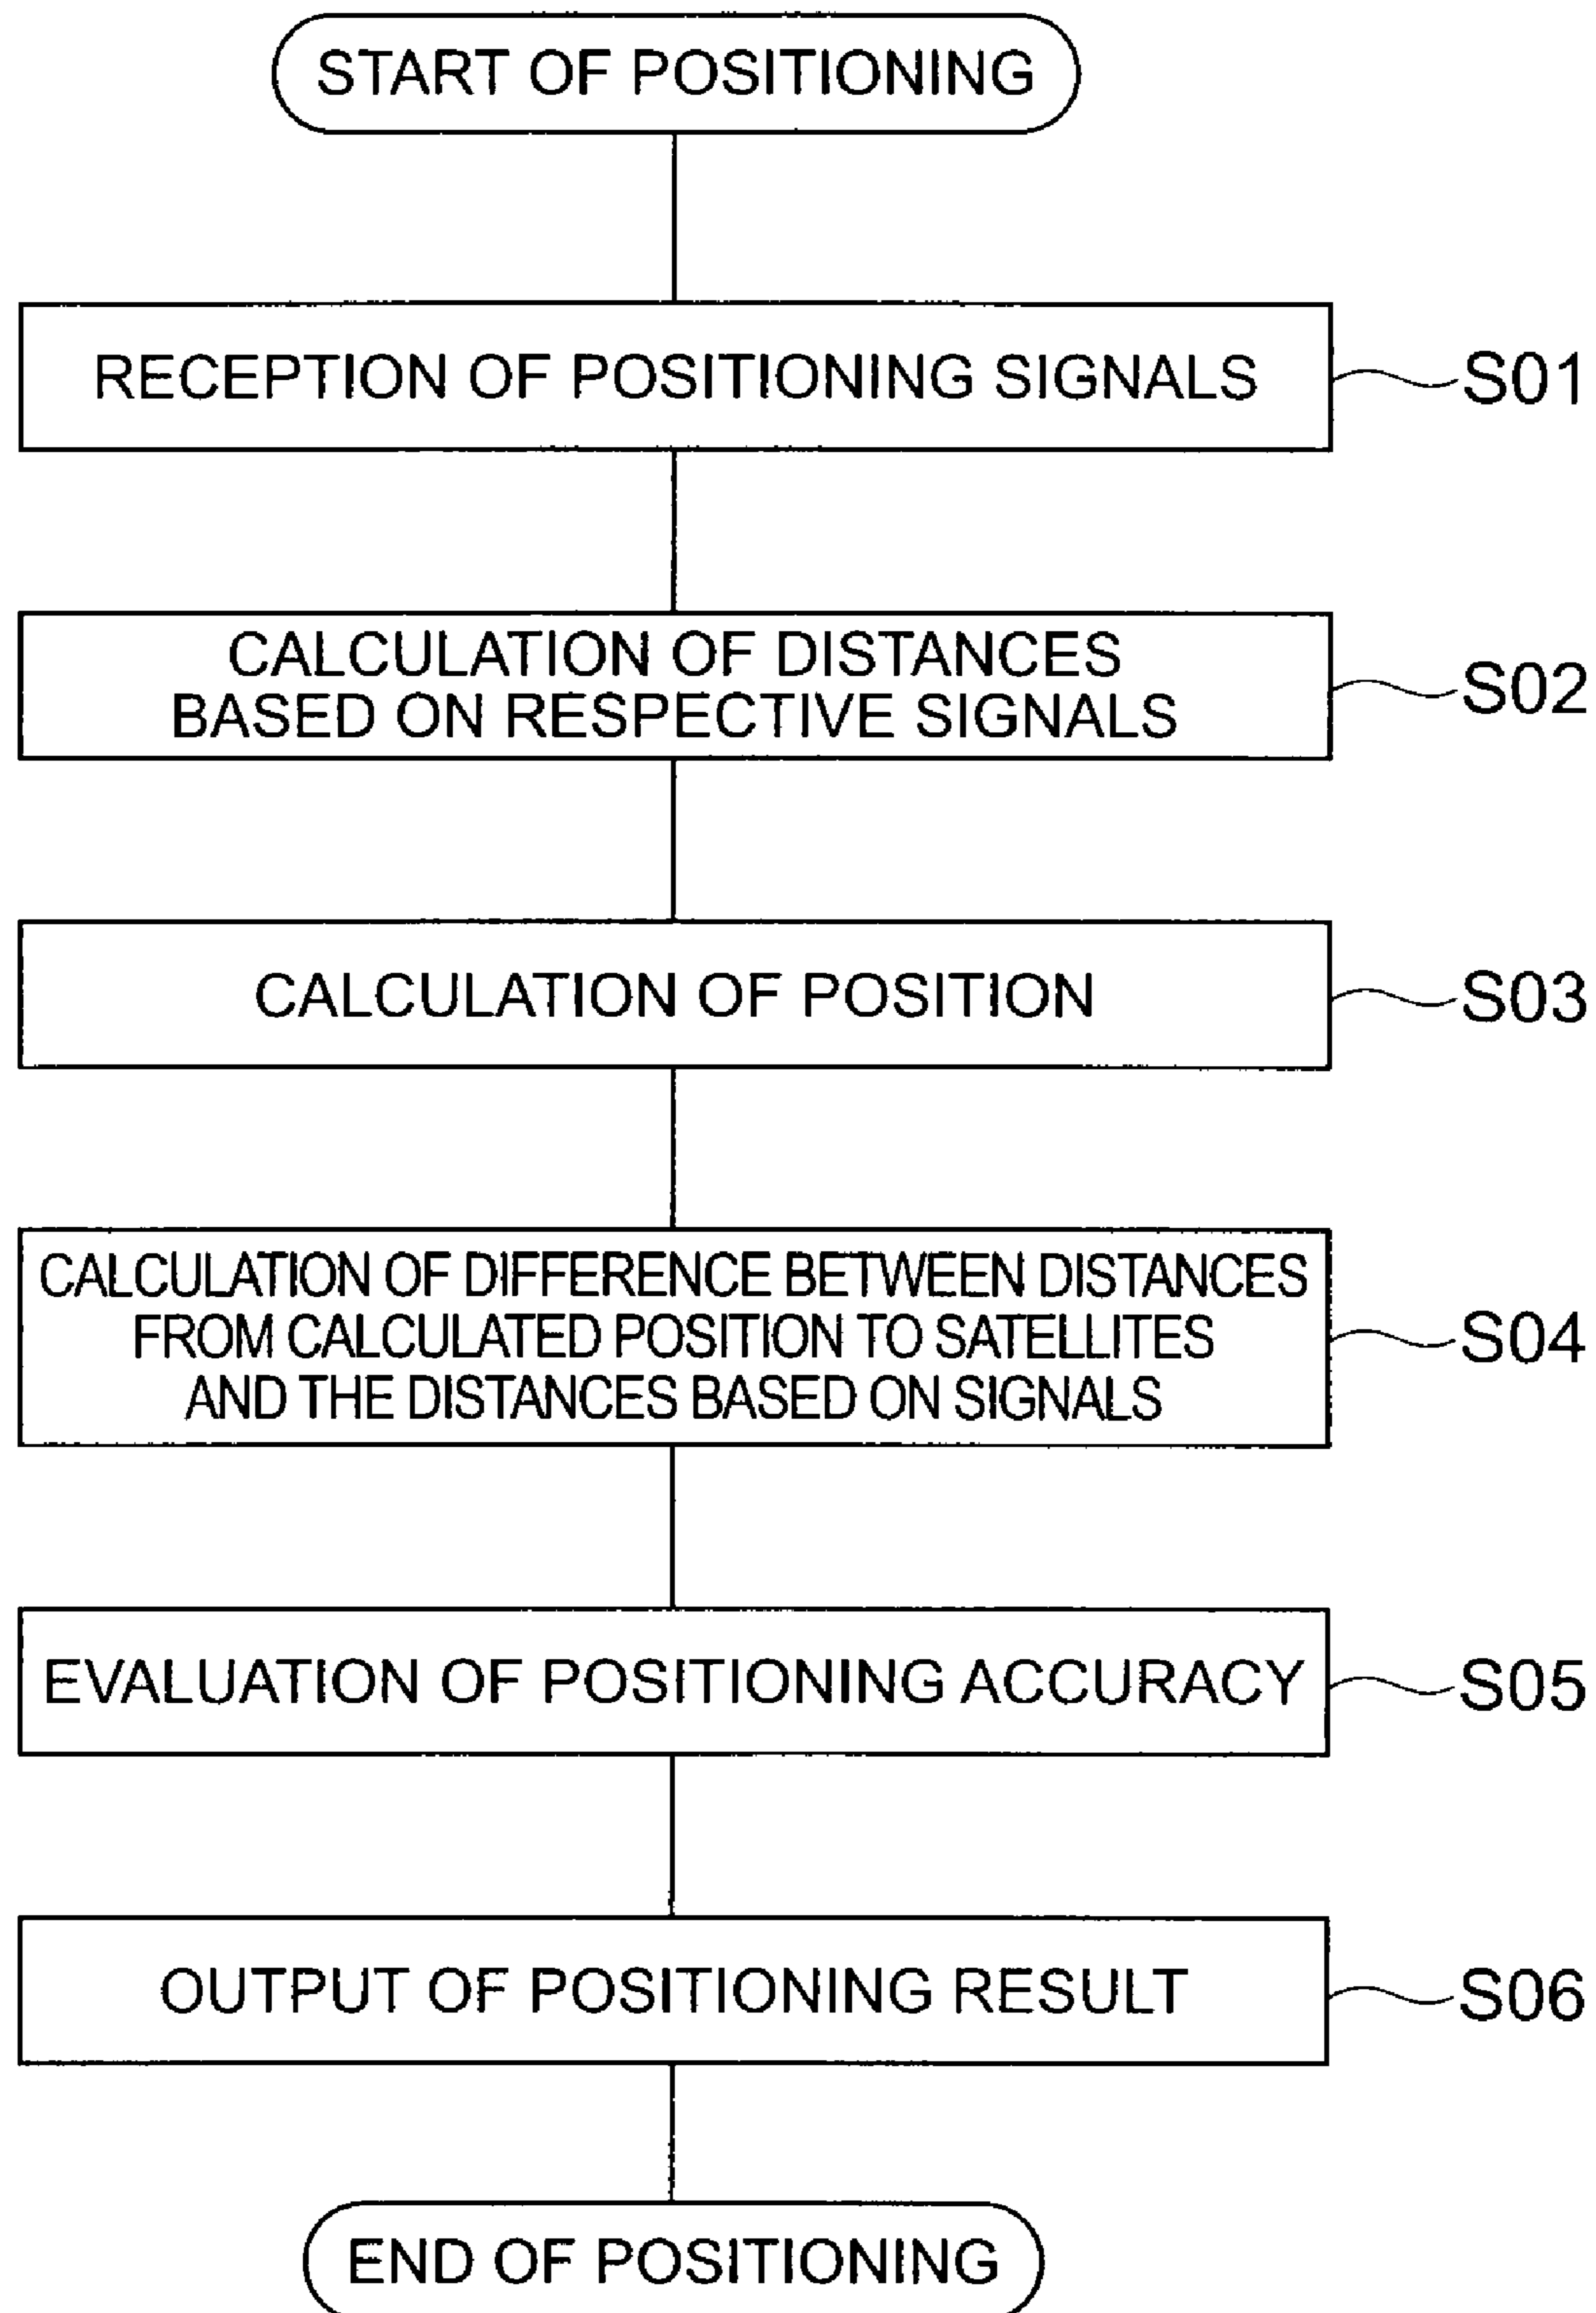 START OF POSITIONING
RECEPTION OF POSITIONING SIGNALS
S01
CALCULATION OF DISTANCES
BASED ON RESPECTIVE SIGNALS
S02
CALCULATION OF POSITION
S03
CALCULATION OF DIFFERENCE BETWEEN DISTANCES
FROM CALCULATED POSITION TO SATELLITES
AND THE DISTANCES BASED ON SIGNALS
S04
EVALUATION OF POSITIONING ACCURACY
S05
OUTPUT OF POSITIONING RESULT
S06
END OF POSITIONING